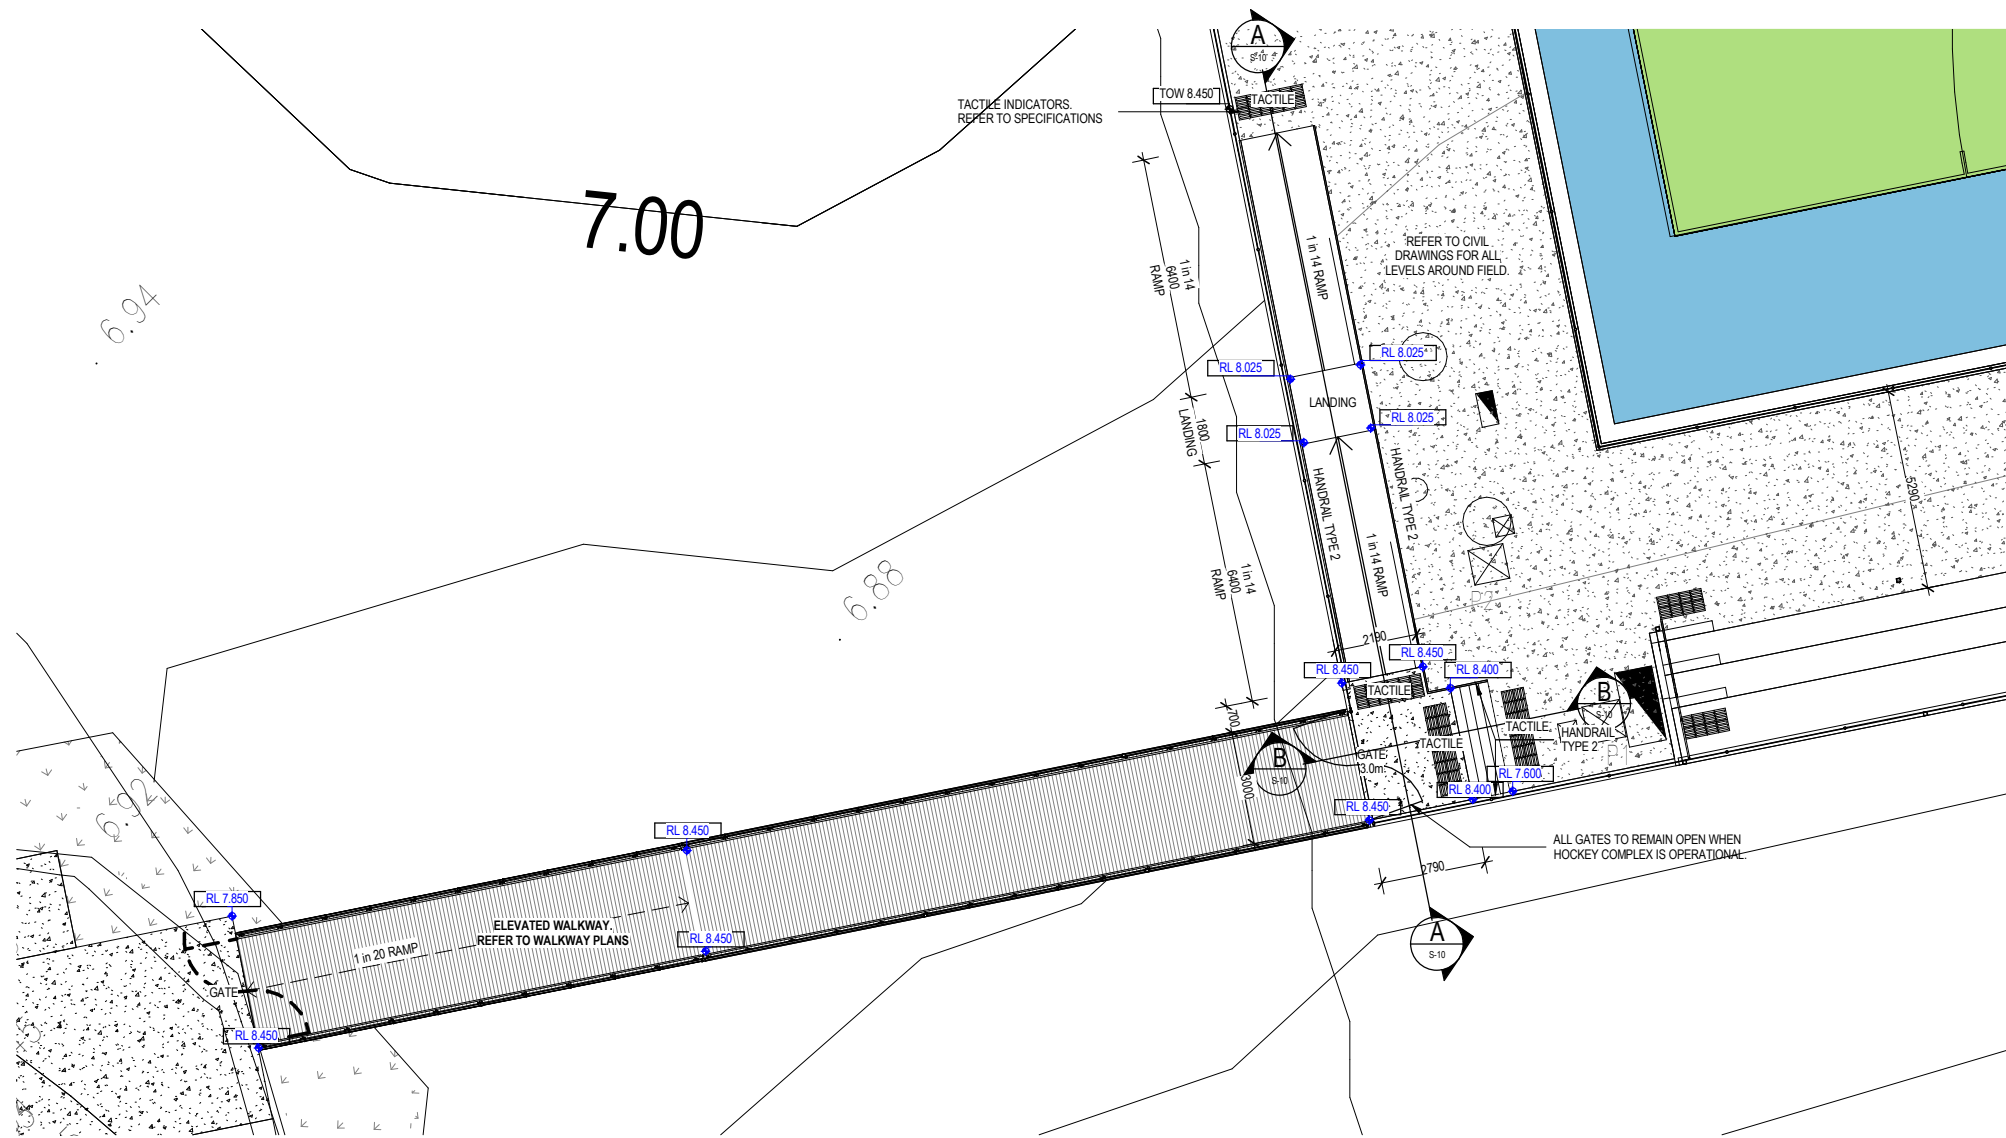 A
S-10
TOW 8.450
TACTILE
TACTILE INDICATORS.
REFER TO SPECIFICATIONS
7.00
6.94
1 in 14
6400
RAMP
1 in 14 RAMP
REFER TO CIVIL
DRAWINGS FOR ALL
LEVELS AROUND FIELD.
RL 8.025
RL 8.025
LANDING
1800
LANDING
RL 8.025
RL 8.025
HANDRAIL TYPE 2
HANDRAIL TYPE 2
5290
1 in 14
6400
RAMP
1 in 14 RAMP
6.88
P2
2190
RL 8.450
RL 8.450
RL 8.400
TACTILE
B
S-10
700
TACTILE
TACTILE
HANDRAIL
TYPE 2
GATE
3.0m
B
S-10
3000
RL 7.600
RL 8.400
RL 8.450
6.92
RL 8.450
ALL GATES TO REMAIN OPEN WHEN
HOCKEY COMPLEX IS OPERATIONAL.
2790
RL 7.850
ELEVATED WALKWAY.
REFER TO WALKWAY PLANS
RL 8.450
1 in 20 RAMP
GATE
RL 8.450
A
S-10